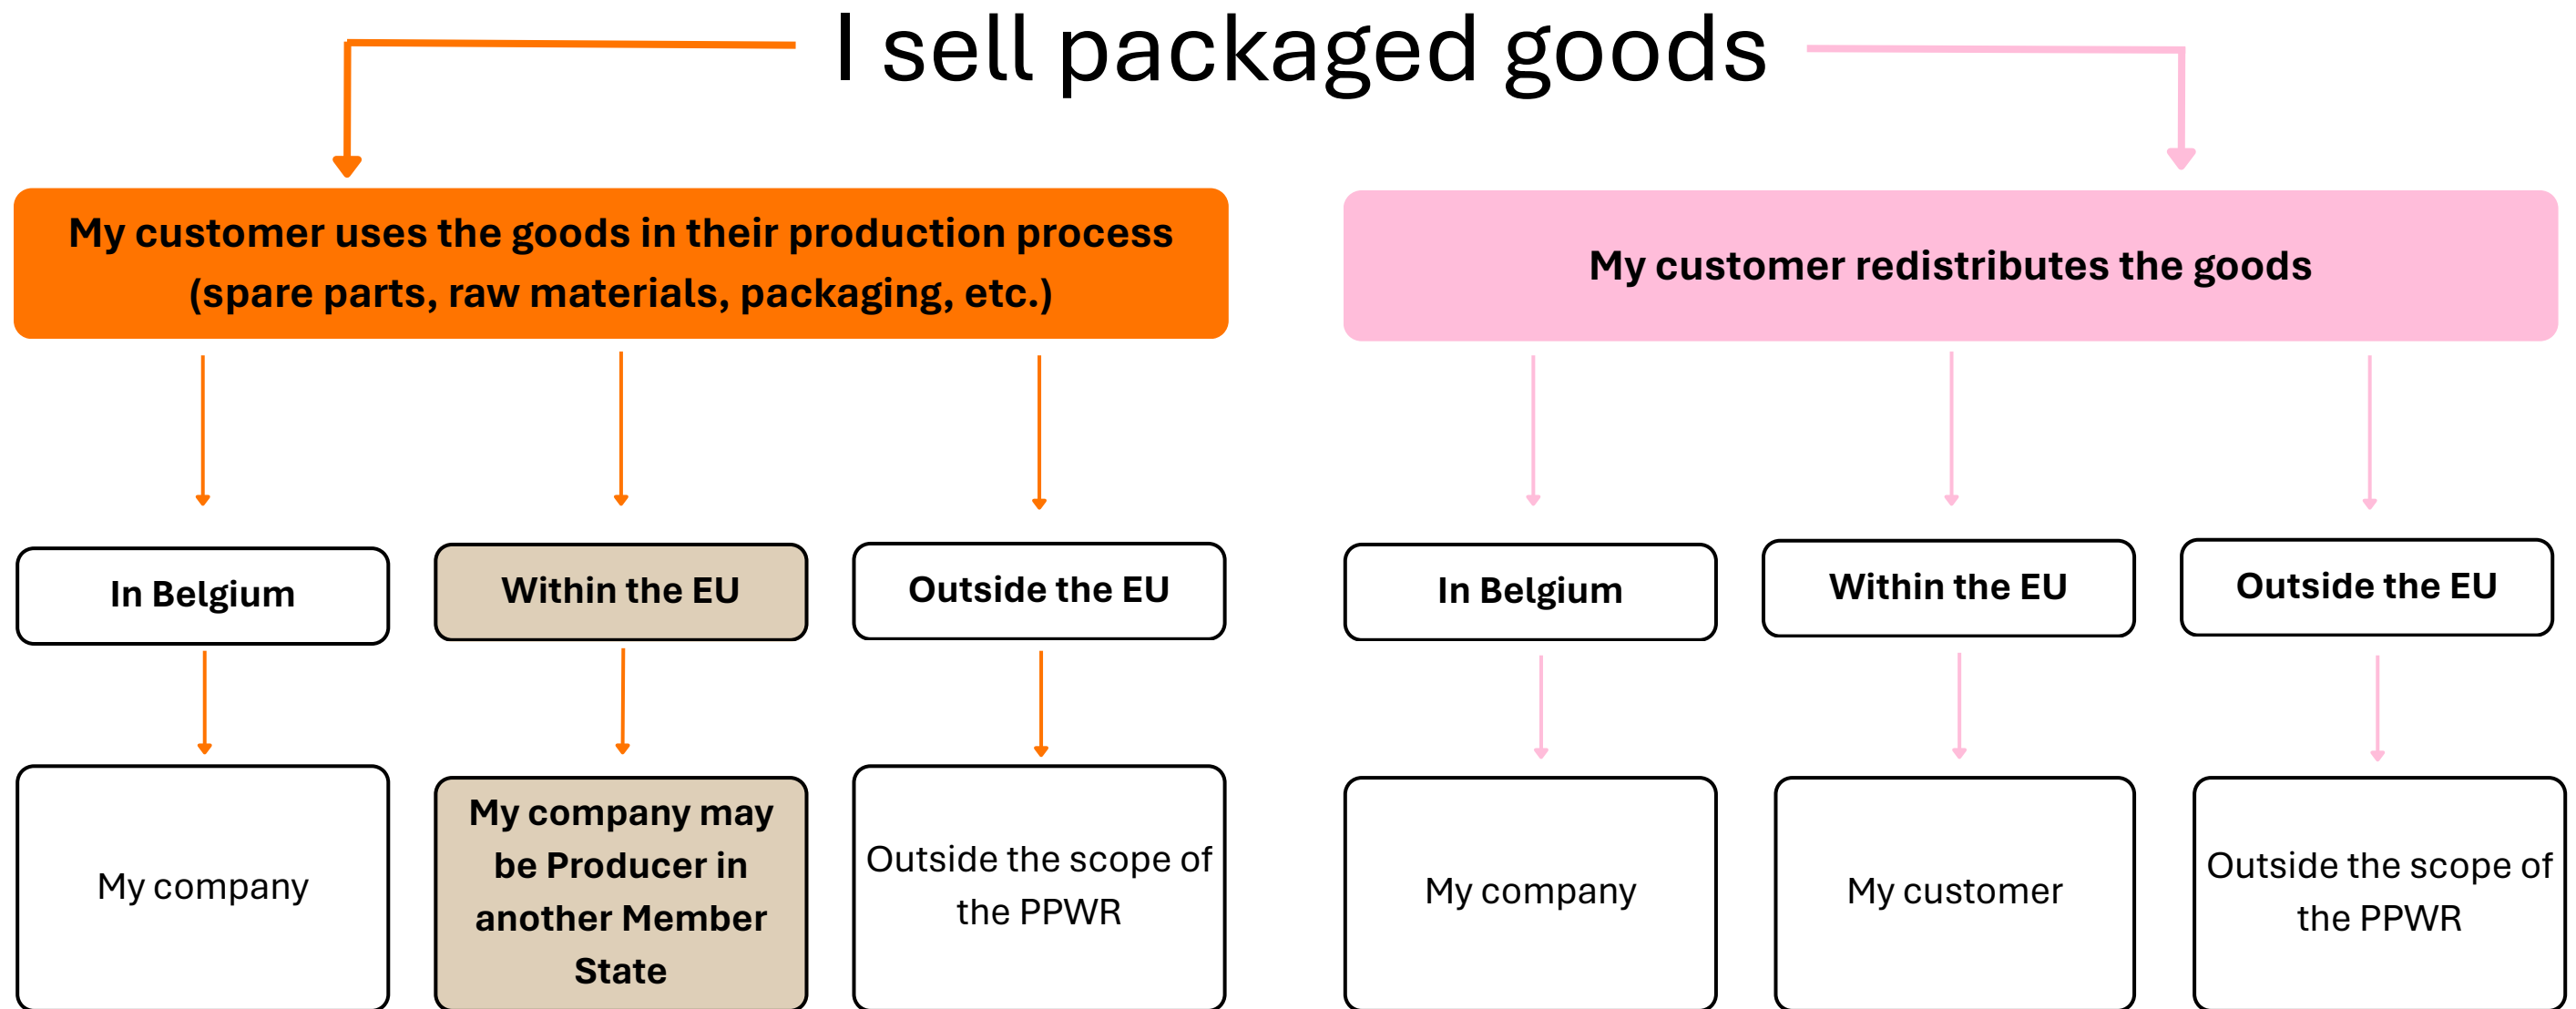 I sell packaged goods
My customer uses the goods in their production process
(spare parts, raw materials, packaging, etc.)
My customer redistributes the goods
In Belgium
Within the EU
Outside the EU
In Belgium
Within the EU
Outside the EU
My company
My company may
be Producer in
another Member
State
Outside the scope of
the PPWR
My company
My customer
Outside the scope of
the PPWR